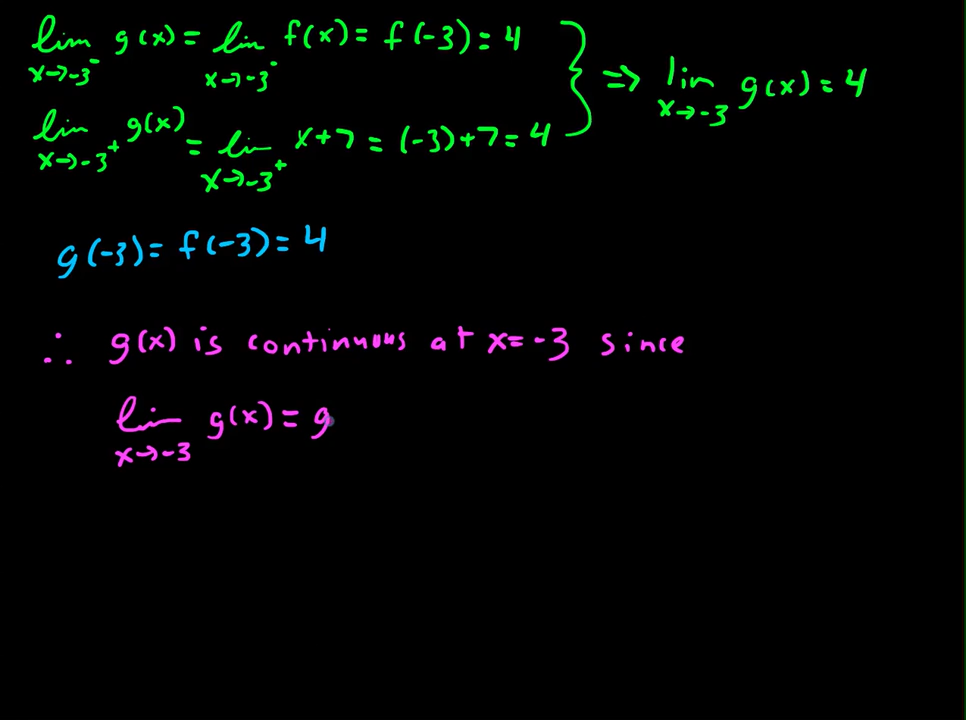 lim x→-3⁻ g(x) = lim x→-3⁻ f(x) = f(-3) = 4
lim x→-3⁺ g(x) = lim x→-3⁺ x+7 = (-3)+7 = 4
} ⇒ lim x→-3 g(x) = 4
g(-3) = f(-3) = 4
∴ g(x) is continuous at x=-3 since
lim x→-3 g(x) = g